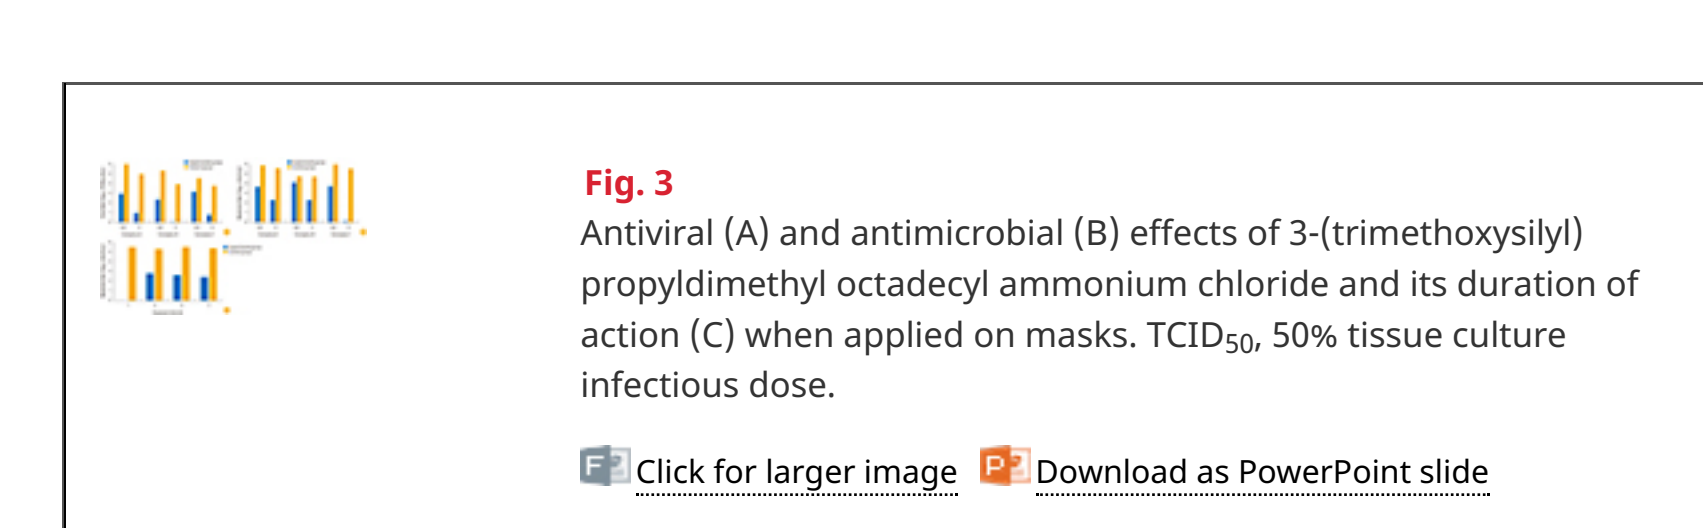 Fig. 3
Antiviral (A) and antimicrobial (B) effects of 3-(trimethoxysilyl)
propyldimethyl octadecyl ammonium chloride and its duration of
action (C) when applied on masks. TCID₅₀, 50% tissue culture
infectious dose.
Click for larger image Download as PowerPoint slide